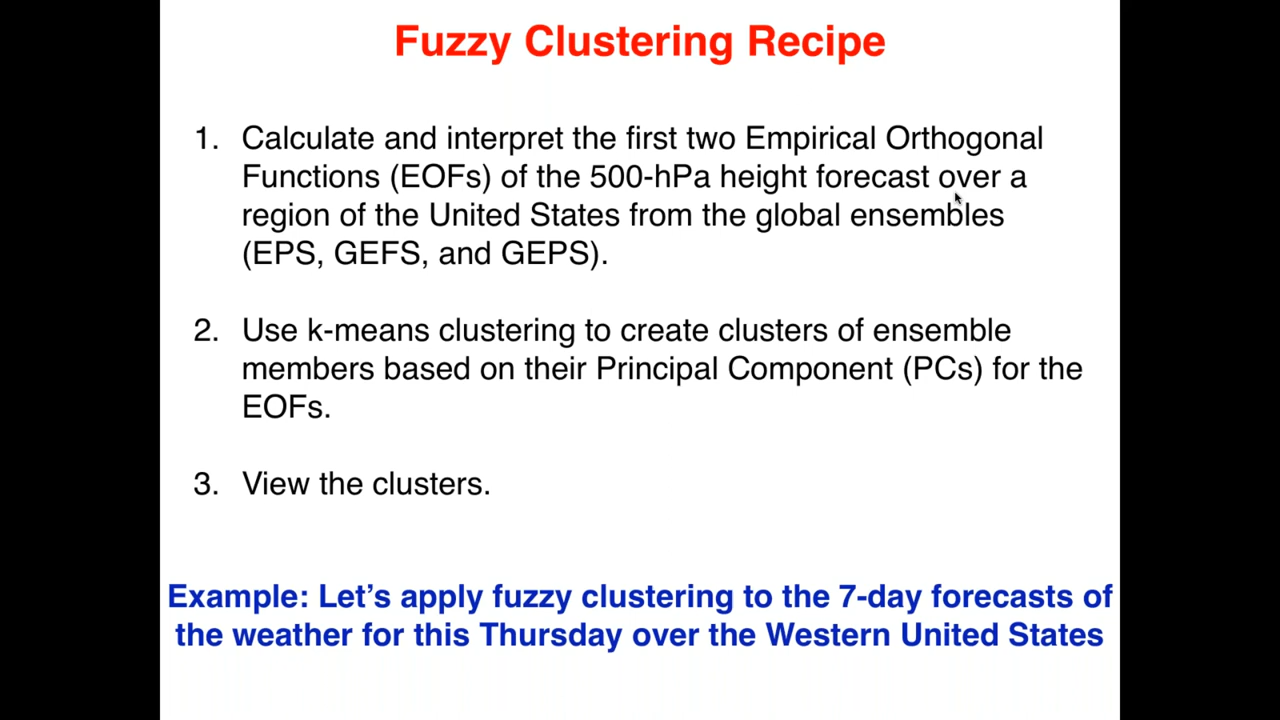 Fuzzy Clustering Recipe
1. Calculate and interpret the first two Empirical Orthogonal
Functions (EOFs) of the 500-hPa height forecast over a
region of the United States from the global ensembles
(EPS, GEFS, and GEPS).
2. Use k-means clustering to create clusters of ensemble
members based on their Principal Component (PCs) for the
EOFs.
3. View the clusters.
Example: Let’s apply fuzzy clustering to the 7-day forecasts of
the weather for this Thursday over the Western United States